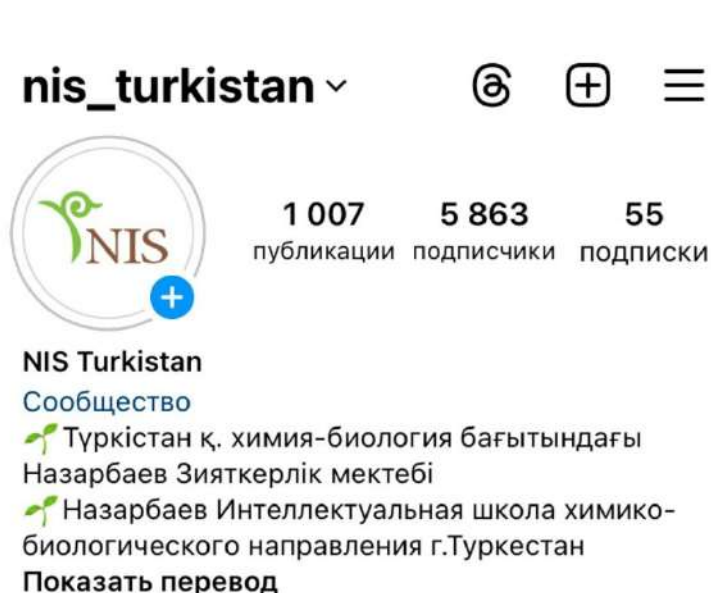 nis_turkistan
NIS
1 007 5 863 55
публикации подписчики подписки
NIS Turkistan
Сообщество
🌱Түркістан қ. химия-биология бағытындағы
Назарбаев Зияткерлік мектебі
🌱Назарбаев Интеллектуальная школа химико-
биологического направления г.Туркестан
Показать перевод